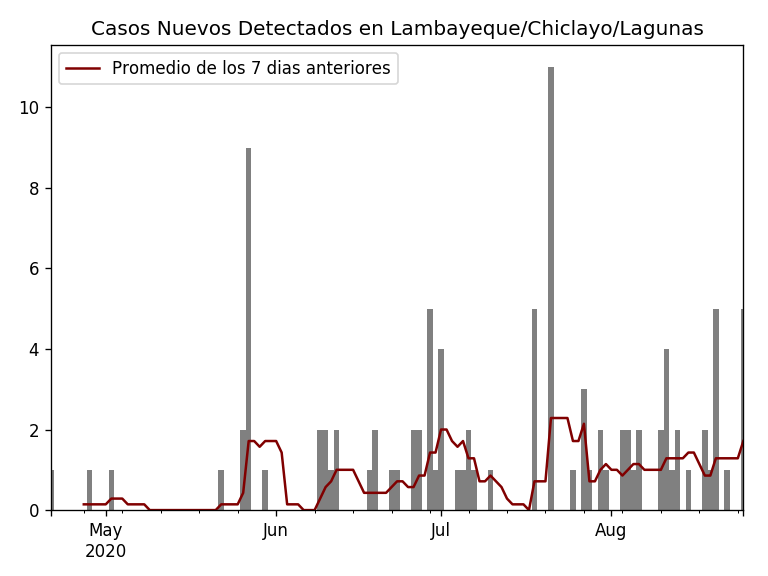 Casos Nuevos Detectados en Lambayeque/Chiclayo/Lagunas
Promedio de los 7 dias anteriores
10
8
6
4
2
0
May
2020
Jun
Jul
Aug